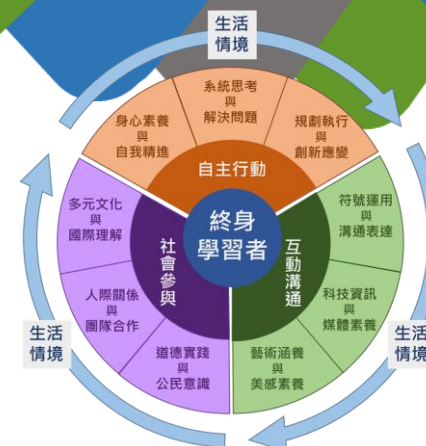 生活
情境
系統思考
與
解決問題
身心素養
與
自我精進
規劃執行
與
創新應變
自主行動
多元文化
與
國際理解
符號運用
與
溝通表達
終身
學習者
社會參與
互動溝通
人際關係
與
團隊合作
科技資訊
與
媒體素養
生活
情境
生活
情境
道德實踐
與
公民意識
藝術涵養
與
美感素養